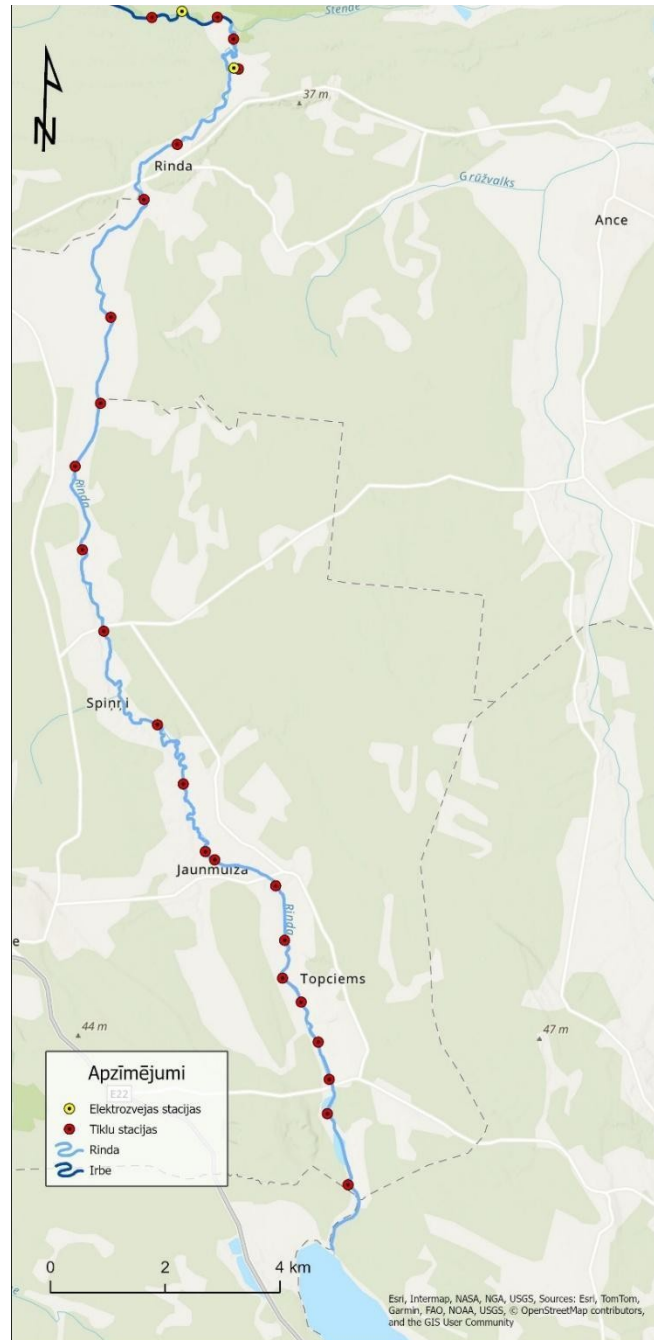 Stende
N
37 m
Rinda
Grūžvalks
Ance
Rinda
Spiņņi
Jaunmuiža
Rinda
e
Topciems
44 m
47 m
Apzīmējumi
E22
Elektrozvejas stacijas
Tīklu stacijas
Rinda
Irbe
0 2 4 km
Esri, Intermap, NASA, NGA, USGS, Sources: Esri, TomTom,
Garmin, FAO, NOAA, USGS, © OpenStreetMap contributors,
and the GIS User Community